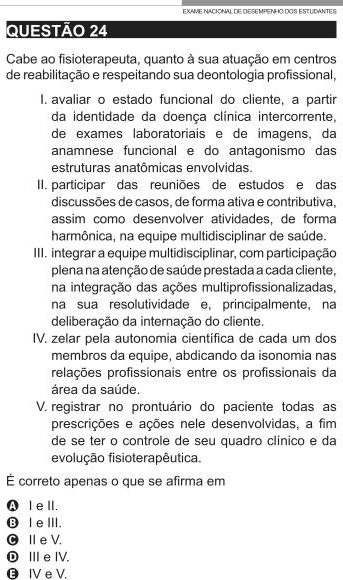 EXAME NACIONAL DE DESEMPENHO DOS ESTUDANTES
QUESTÃO 24
Cabe ao fisioterapeuta, quanto à sua atuação em centros
de reabilitação e respeitando sua deontologia profissional,
I. avaliar o estado funcional do cliente, a partir
da identidade da doença clínica intercorrente,
de exames laboratoriais e de imagens, da
anamnese funcional e do antagonismo das
estruturas anatômicas envolvidas.
II. participar das reuniões de estudos e das
discussões de casos, de forma ativa e contributiva,
assim como desenvolver atividades, de forma
harmônica, na equipe multidisciplinar de saúde.
III. integrar a equipe multidisciplinar, com participação
plena na atenção de saúde prestada a cada cliente,
na integração das ações multiprofissionalizadas,
na sua resolutividade e, principalmente, na
deliberação da internação do cliente.
IV. zelar pela autonomia científica de cada um dos
membros da equipe, abdicando da isonomia nas
relações profissionais entre os profissionais da
área da saúde.
V. registrar no prontuário do paciente todas as
prescrições e ações nele desenvolvidas, a fim
de se ter o controle de seu quadro clínico e da
evolução fisioterapêutica.
É correto apenas o que se afirma em
A I e II.
B I e III.
C II e V.
D III e IV.
E IV e V.